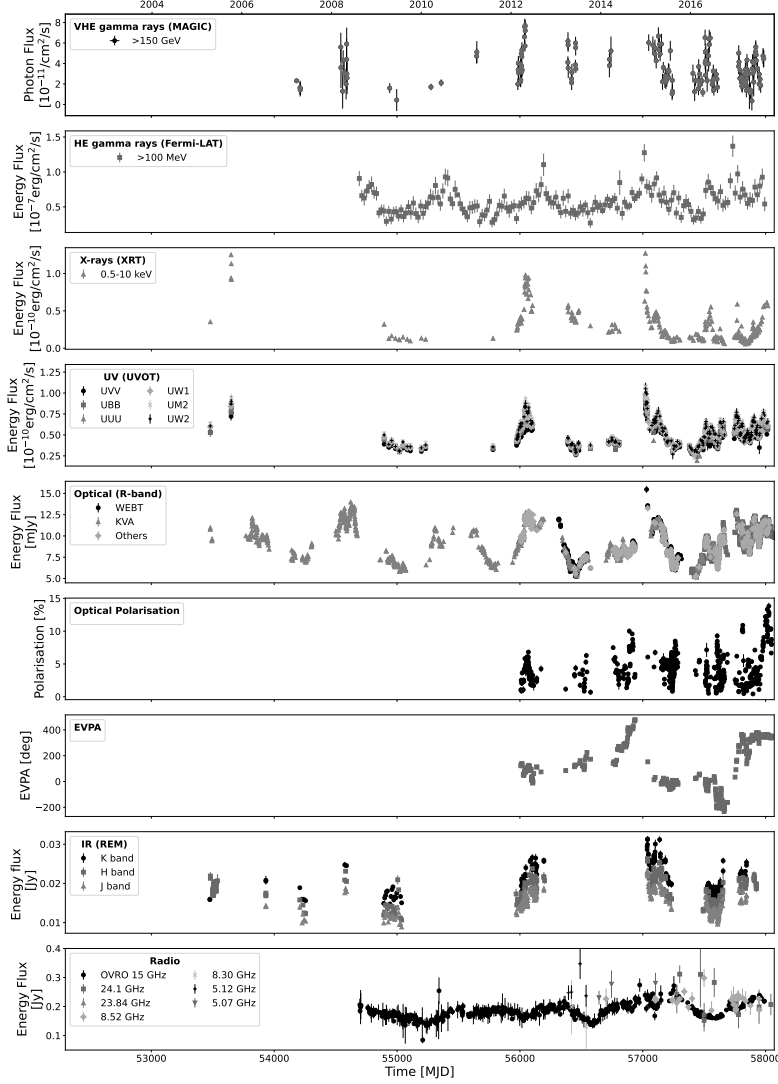 2004 2006 2008 2010 2012 2014 2016
VHE gamma rays (MAGIC)
>150 GeV
Photon Flux
[10⁻¹¹/cm²/s]
8
6
4
2
0
HE gamma rays (Fermi-LAT)
>100 MeV
Energy Flux
[10⁻⁷erg/cm²/s]
1.5
1.0
0.5
X-rays (XRT)
0.5-10 keV
Energy Flux
[10⁻¹⁰erg/cm²/s]
1.0
0.5
0.0
UV (UVOT)
UVV UW1
UBB UM2
UUU UW2
Energy Flux
[10⁻¹⁰erg/cm²/s]
1.25
1.00
0.75
0.50
0.25
Optical (R-band)
WEBT
KVA
Others
Energy Flux
[mJy]
15.0
12.5
10.0
7.5
5.0
Optical Polarisation
Polarisation [%]
15
10
5
0
EVPA
EVPA [deg]
400
200
0
−200
IR (REM)
K band
H band
J band
Energy flux
[Jy]
0.03
0.02
0.01
Radio
OVRO 15 GHz 8.30 GHz
24.1 GHz 5.12 GHz
23.84 GHz 5.07 GHz
8.52 GHz
Energy Flux
[Jy]
0.4
0.3
0.2
0.1
53000 54000 55000 56000 57000 58000
Time [MJD]